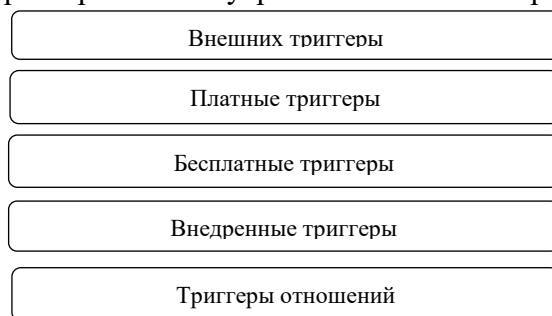 Внешних триггеры
Платные триггеры
Бесплатные триггеры
Внедренные триггеры
Триггеры отношений